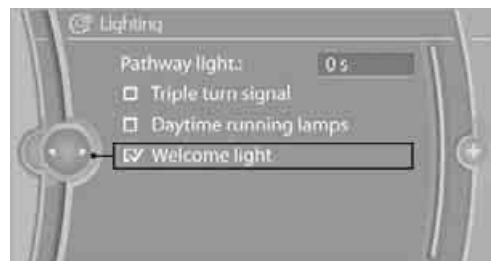 Lighting
Pathway light.: 0 s
Triple turn signal
Daytime running lamps
Welcome light